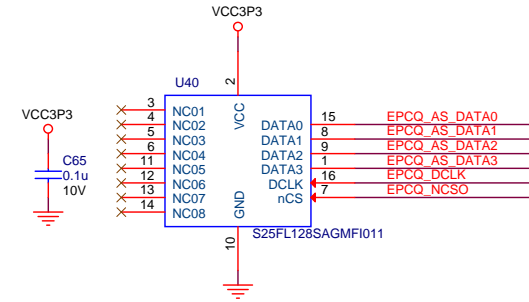 VCC3P3
U40
2
VCC
VCC3P3
C65
0.1u
10V
3 NC01
4 NC02
5 NC03
6 NC04
11 NC05
12 NC06
13 NC07
14 NC08
DATA0 15 EPCQ_AS_DATA0
DATA1 8 EPCQ_AS_DATA1
DATA2 9 EPCQ_AS_DATA2
DATA3 1 EPCQ_AS_DATA3
DCLK 16 EPCQ_DCLK
nCS 7 EPCQ_NCSO
GND
10
S25FL128SAGMFI011